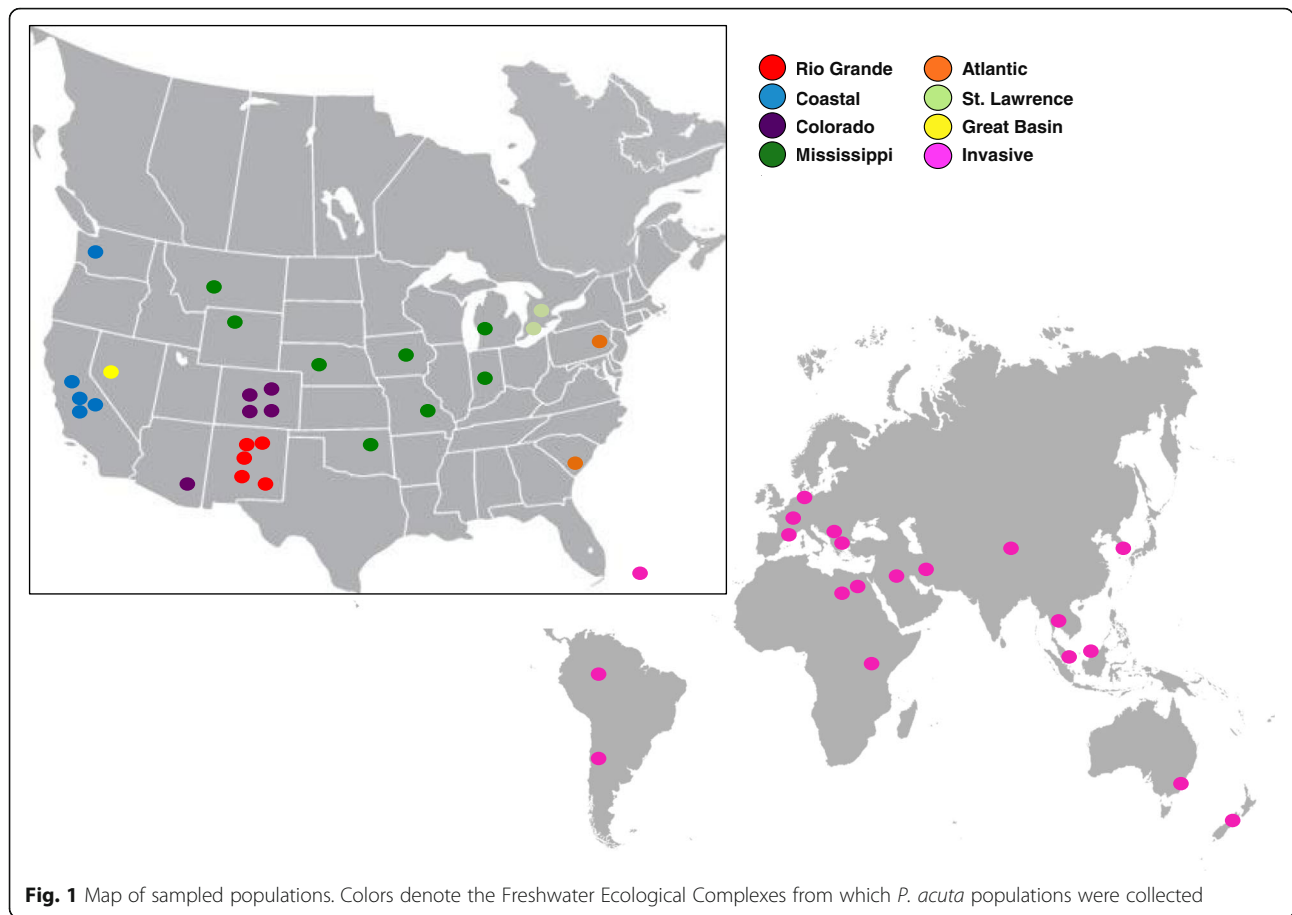 Rio Grande
Coastal
Colorado
Mississippi
Atlantic
St. Lawrence
Great Basin
Invasive
Fig. 1 Map of sampled populations. Colors denote the Freshwater Ecological Complexes from which P. acuta populations were collected